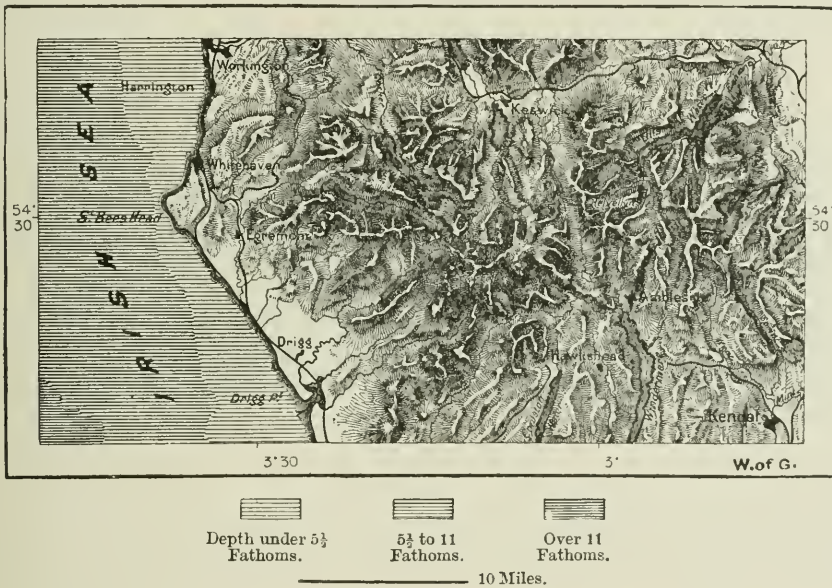 Workington
Harrington
Keswick
Whitehaven
54°
30
54°
30
St. Bees Head
Egremont
IRISH SEA
Ambleside
Drigg
Hawkshead
Drigg Pt.
Windermere
Kendal
3°30
3°
W. of G.
Depth under 5½
Fathoms.
5½ to 11
Fathoms.
Over 11
Fathoms.
10 Miles.